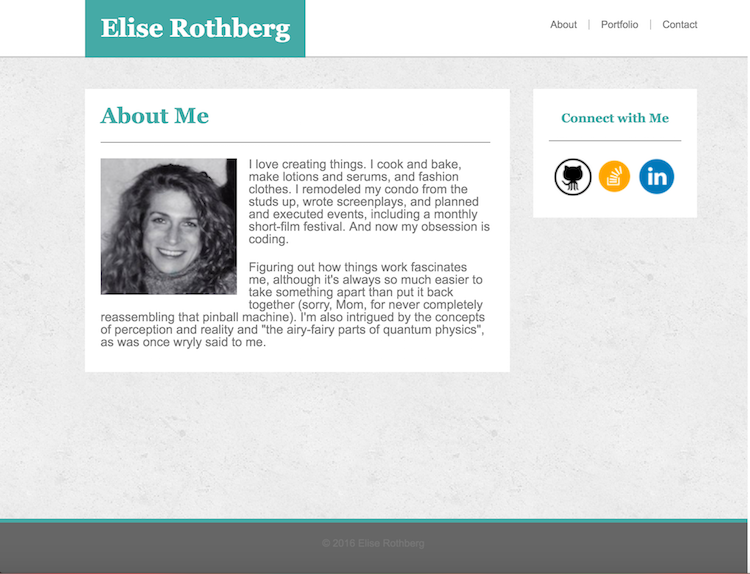 Elise Rothberg
About
Portfolio
Contact
About Me
I love creating things. I cook and bake,
make lotions and serums, and fashion
clothes. I remodeled my condo from the
studs up, wrote screenplays, and planned
and executed events, including a monthly
short-film festival. And now my obsession is
coding.
Figuring out how things work fascinates
me, although it's always so much easier to
take something apart than put it back
together (sorry, Mom, for never completely
reassembling that pinball machine). I'm also intrigued by the concepts
of perception and reality and "the airy-fairy parts of quantum physics",
as was once wryly said to me.
Connect with Me
in
© 2016 Elise Rothberg